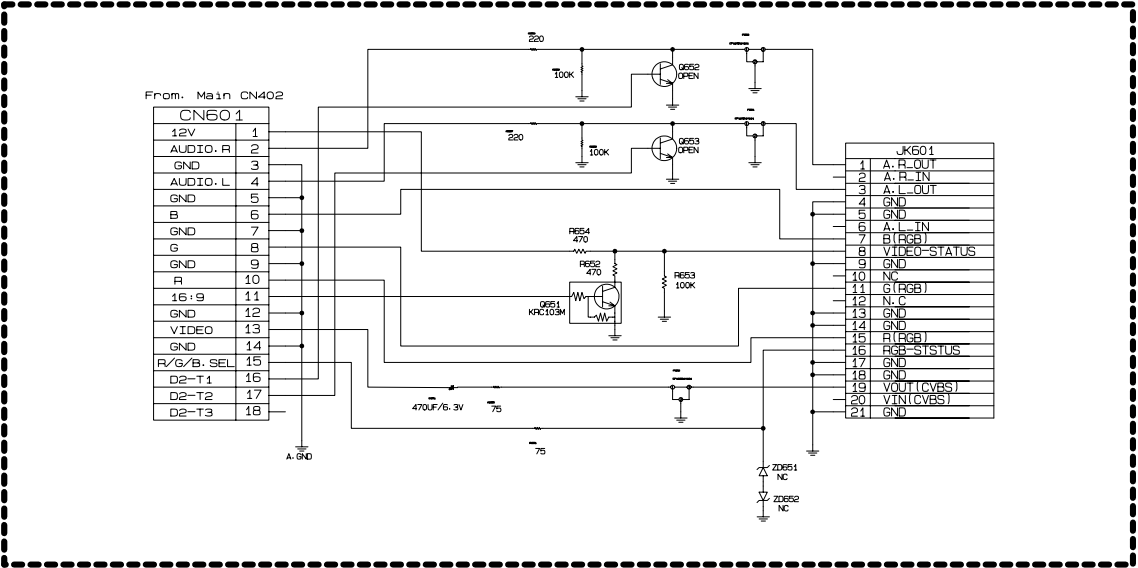 From. Main CN402
CN601
12V 1
AUDIO.R 2
GND 3
AUDIO.L 4
GND 5
B 6
GND 7
G 8
GND 9
R 10
16:9 11
GND 12
VIDEO 13
GND 14
R/G/B.SEL 15
D2-T1 16
D2-T2 17
D2-T3 18
A.GND
220
100K
Q652
OPEN
220
100K
Q653
OPEN
R654
470
R652
470
R653
100K
Q651
KRC103M
470UF/6.3V
75
75
ZD651
NC
ZD652
NC
JK601
1 A.R_OUT
2 A.R_IN
3 A.L_OUT
4 GND
5 GND
6 A.L_IN
7 B(RGB)
8 VIDEO-STATUS
9 GND
10 NC
11 G(RGB)
12 N.C
13 GND
14 GND
15 R(RGB)
16 RGB-STSTUS
17 GND
18 GND
19 VOUT(CVBS)
20 VIN(CVBS)
21 GND